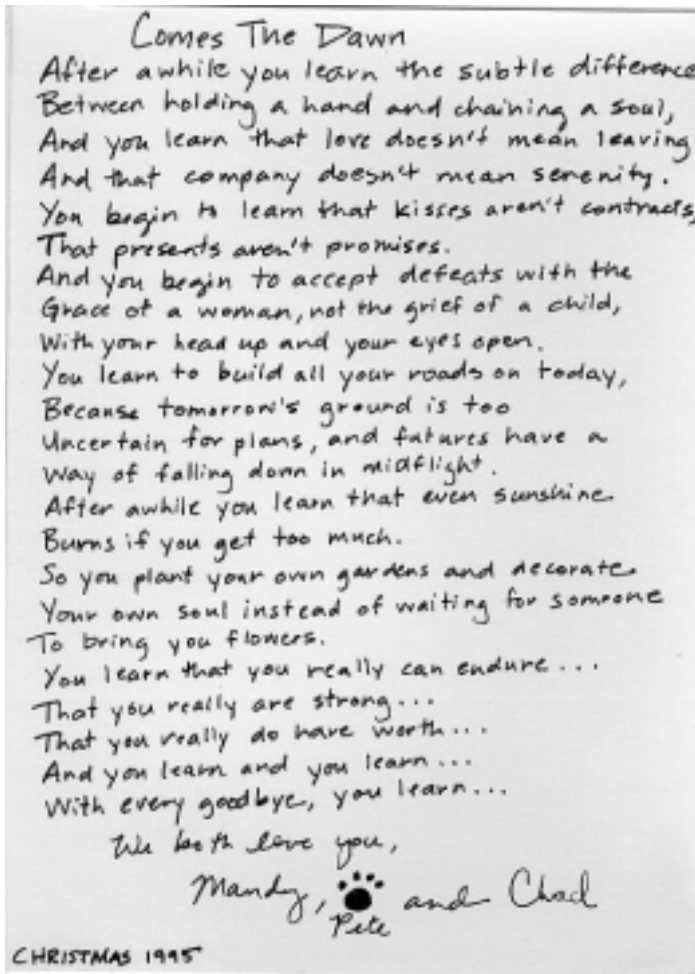 Comes The Dawn
After awhile you learn the subtle difference
Between holding a hand and chaining a soul,
And you learn that love doesn't mean leaving
And that company doesn't mean serenity.
You begin to learn that kisses aren't contracts,
That presents aren't promises.
And you begin to accept defeats with the
Grace of a woman, not the grief of a child,
With your head up and your eyes open.
You learn to build all your roads on today,
Because tomorrow's ground is too
Uncertain for plans, and futures have a
Way of falling down in midflight.
After awhile you learn that even sunshine
Burns if you get too much.
So you plant your own gardens and decorate
Your own soul instead of waiting for someone
To bring you flowers.
You learn that you really can endure...
That you really are strong...
That you really do have worth...
And you learn and you learn...
With every goodbye, you learn...
We both love you,
Mandy, and Chad
Pete
CHRISTMAS 1995